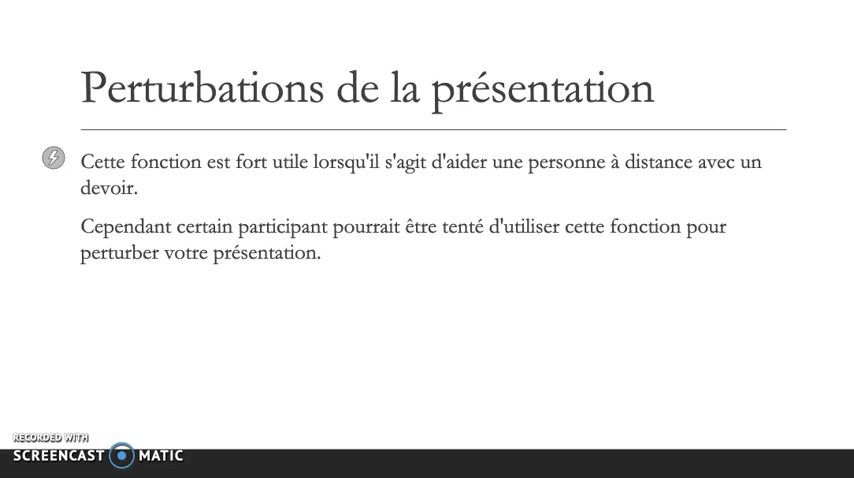 Perturbations de la présentation
Cette fonction est fort utile lorsqu'il s'agit d'aider une personne à distance avec un
devoir.
Cependant certain participant pourrait être tenté d'utiliser cette fonction pour
perturber votre présentation.
RECORDED WITH
SCREENCAST MATIC